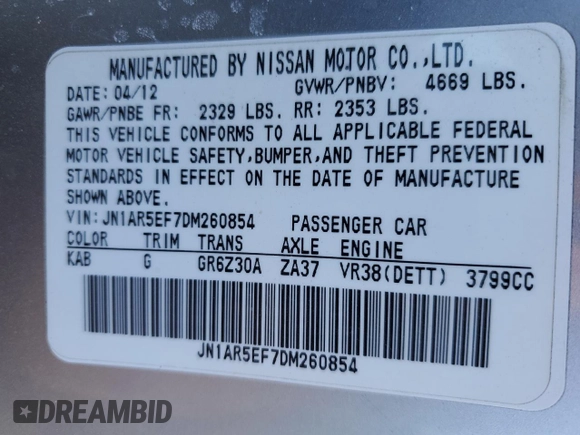 MANUFACTURED BY NISSAN MOTOR CO.,LTD.
DATE: 04/12 GVWR/PNBV: 4669 LBS.
GAWR/PNBE FR: 2329 LBS. RR: 2353 LBS.
THIS VEHICLE CONFORMS TO ALL APPLICABLE FEDERAL
MOTOR VEHICLE SAFETY,BUMPER,AND THEFT PREVENTION
STANDARDS IN EFFECT ON THE DATE OF MANUFACTURE
SHOWN ABOVE.
VIN: JN1AR5EF7DM260854 PASSENGER CAR
COLOR TRIM TRANS AXLE ENGINE
KAB G GR6Z30A ZA37 VR38(DETT) 3799CC
JN1AR5EF7DM260854
DREAMBID